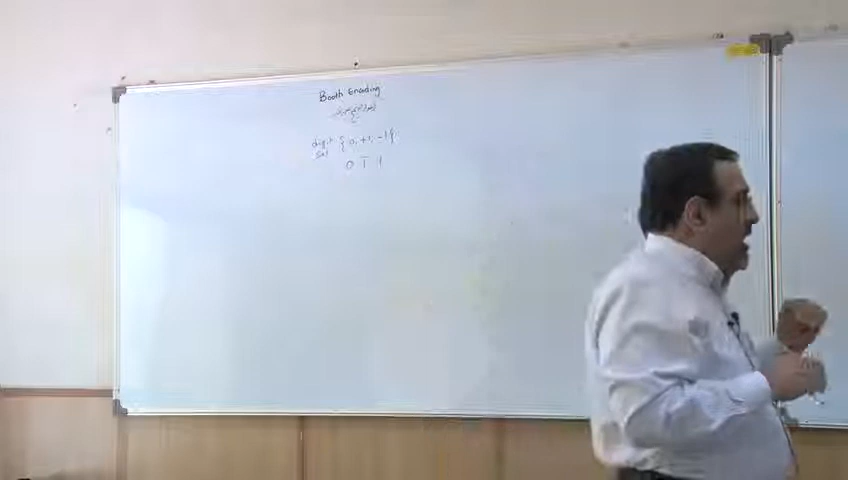 Booth Encoding
digit { 0, +1, -1 }
set
0 1̅ 1